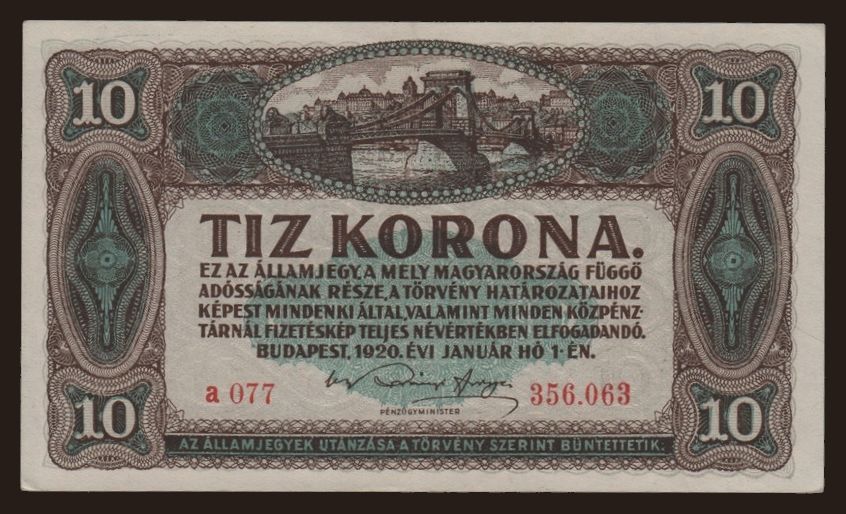 10 10
TIZ KORONA.
EZ AZ ÁLLAMJEGY, A MELY MAGYARORSZÁG FÜGGŐ
ADÓSSÁGÁNAK RÉSZE, A TÖRVÉNY HATÁROZATAIHOZ
KÉPEST MINDENKI ÁLTAL, VALAMINT MINDEN KÖZPÉNZ-
TÁRNÁL FIZETÉSKÉP TELJES NÉVÉRTÉKBEN ELFOGADANDÓ.
BUDAPEST, 1920. ÉVI JANUÁR HÓ 1-ÉN.
a 077 356.063
PÉNZÜGYMINISTER
10 10
AZ ÁLLAMJEGYEK UTÁNZÁSA A TÖRVÉNY SZERINT BÜNTETTETIK.